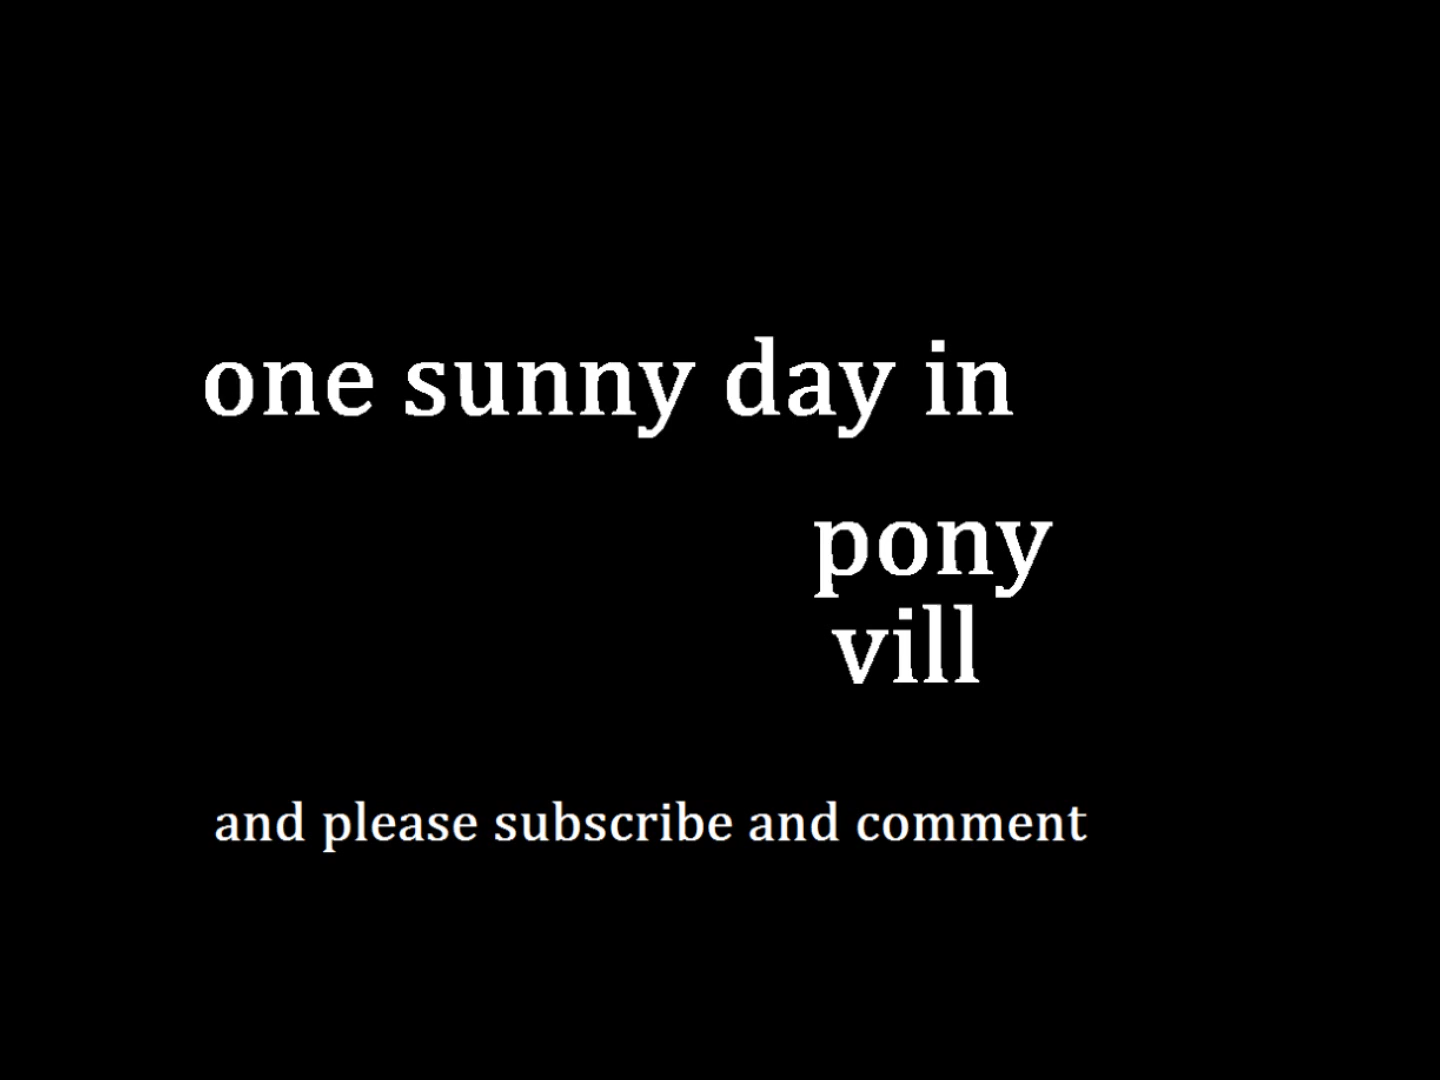 one sunny day in
pony
vill
and please subscribe and comment